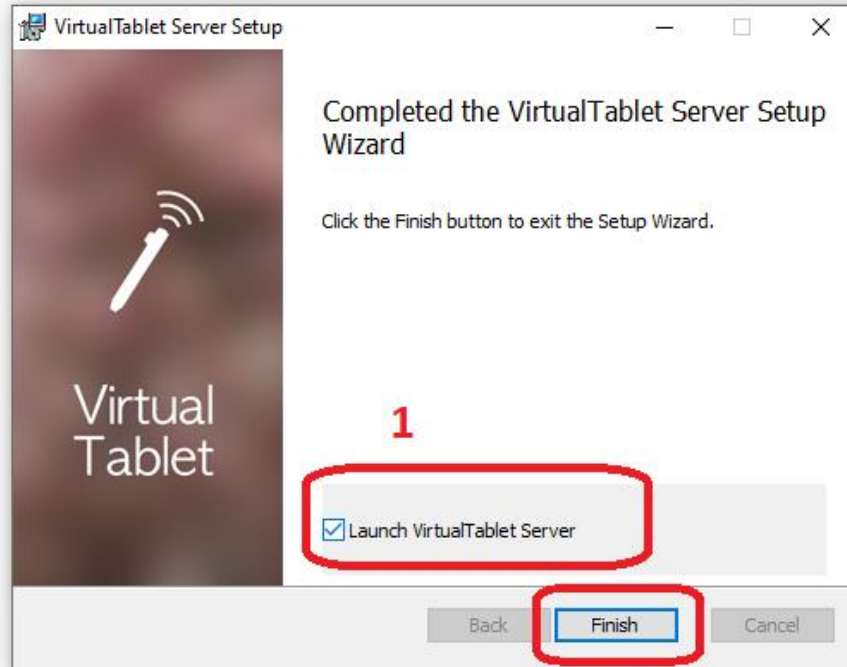 VirtualTablet Server Setup
Completed the VirtualTablet Server Setup
Wizard
Click the Finish button to exit the Setup Wizard.
Virtual
Tablet
1
Launch VirtualTablet Server
Back Finish Cancel